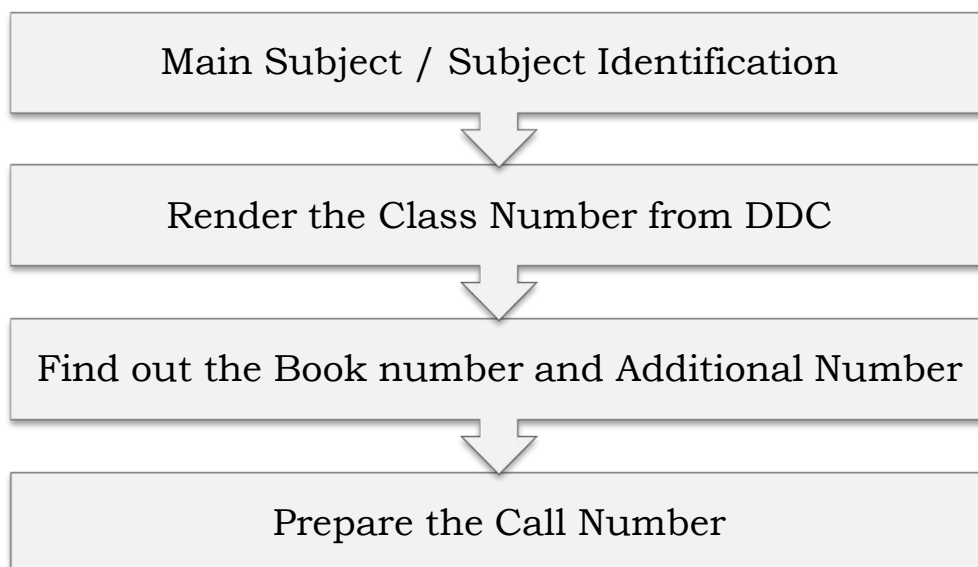 Main Subject / Subject Identification
Render the Class Number from DDC
Find out the Book number and Additional Number
Prepare the Call Number